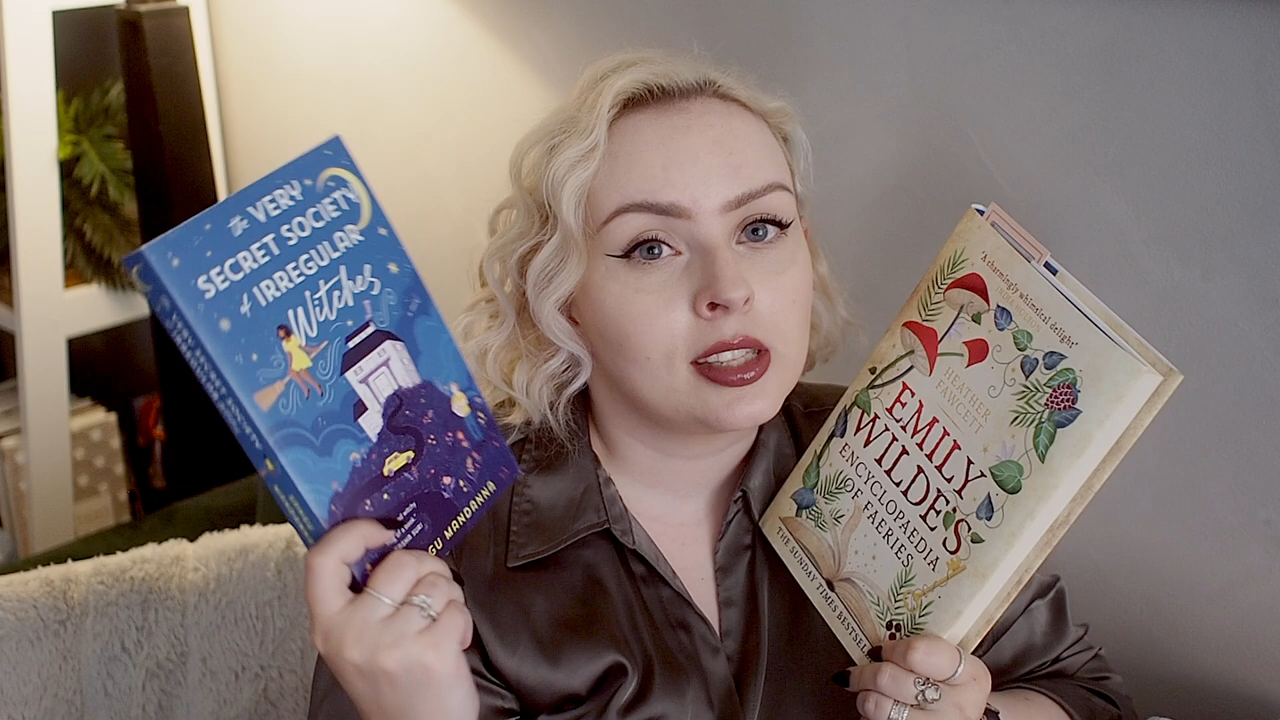 the VERY
SECRET SOCIETY
of IRREGULAR
Witches
GU MANDANNA
"A charmingly whimsical delight"
HEATHER
FAWCETT
EMILY
WILDE'S
ENCYCLOPAEDIA
OF FAERIES
THE SUNDAY TIMES BESTSELL